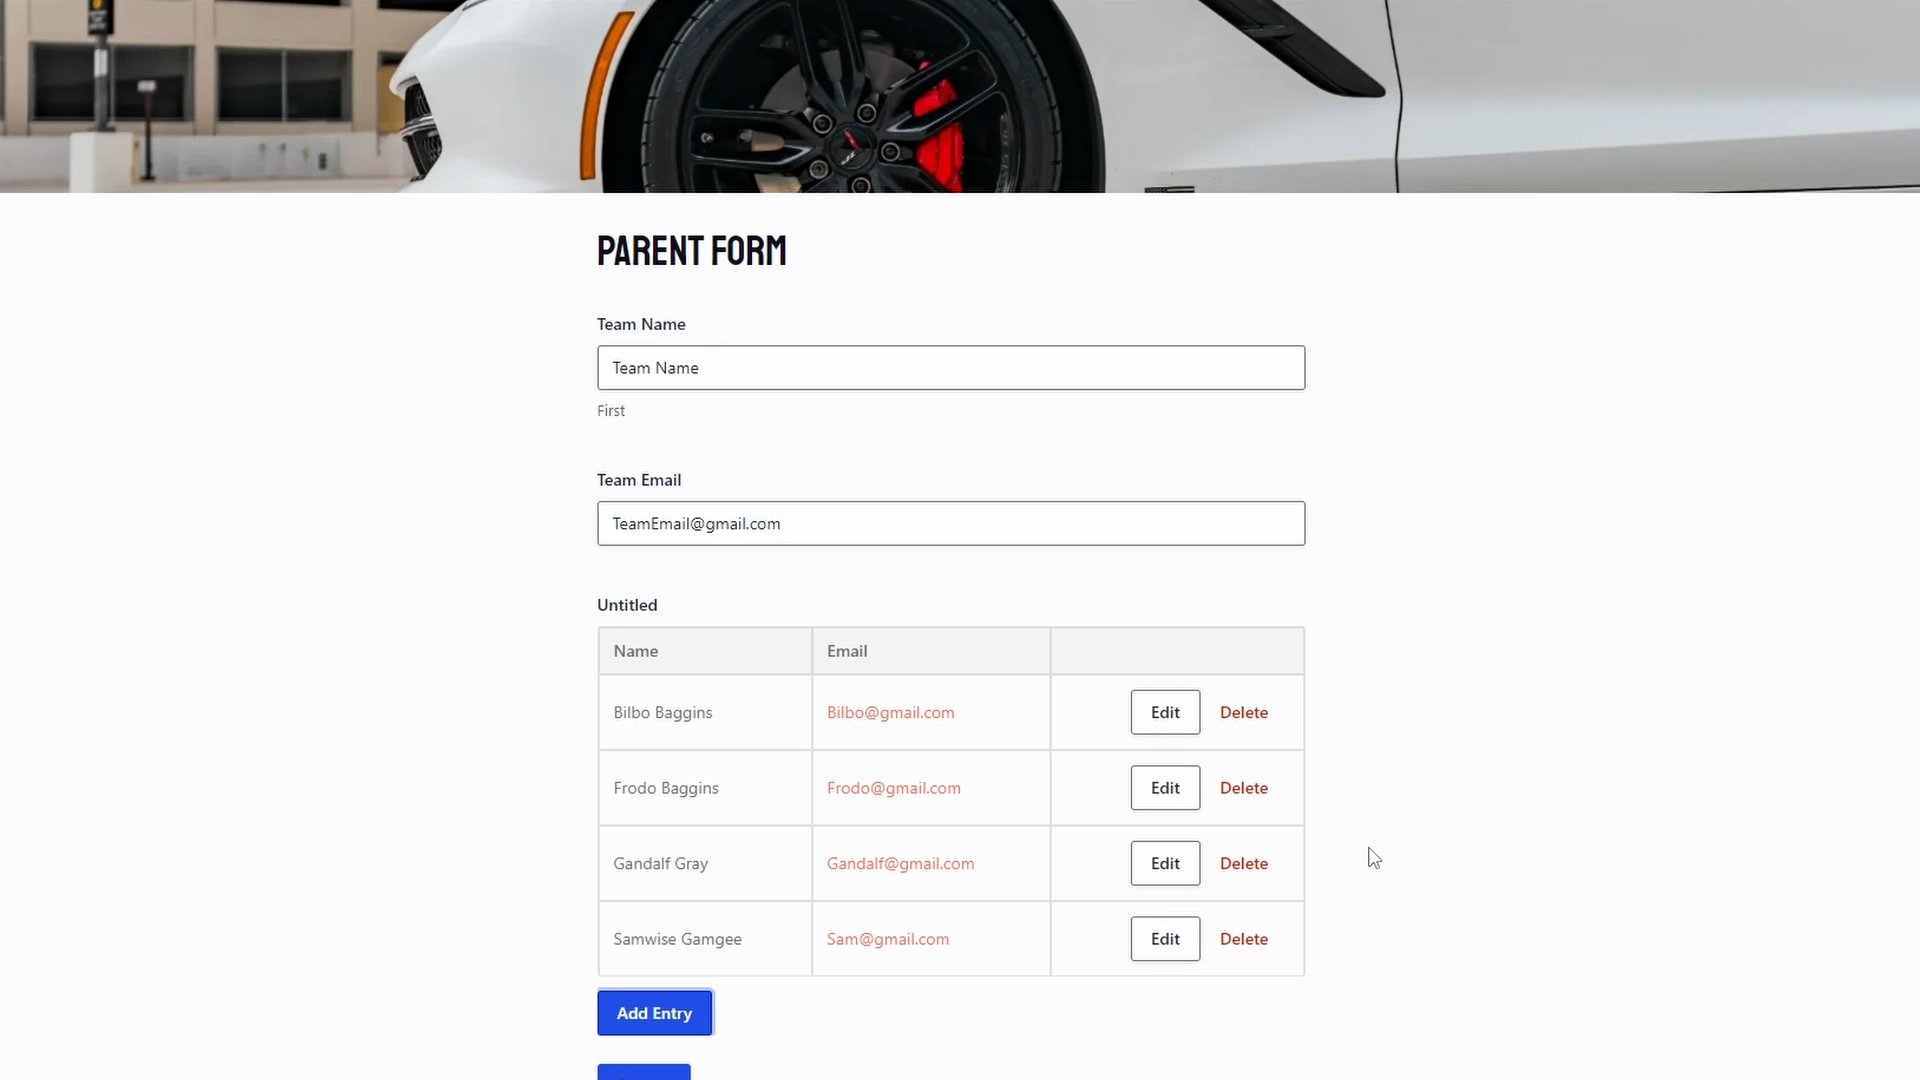 PARENT FORM
Team Name
Team Name
First
Team Email
TeamEmail@gmail.com
Untitled
Name Email
Bilbo Baggins Bilbo@gmail.com Edit Delete
Frodo Baggins Frodo@gmail.com Edit Delete
Gandalf Gray Gandalf@gmail.com Edit Delete
Samwise Gamgee Sam@gmail.com Edit Delete
Add Entry